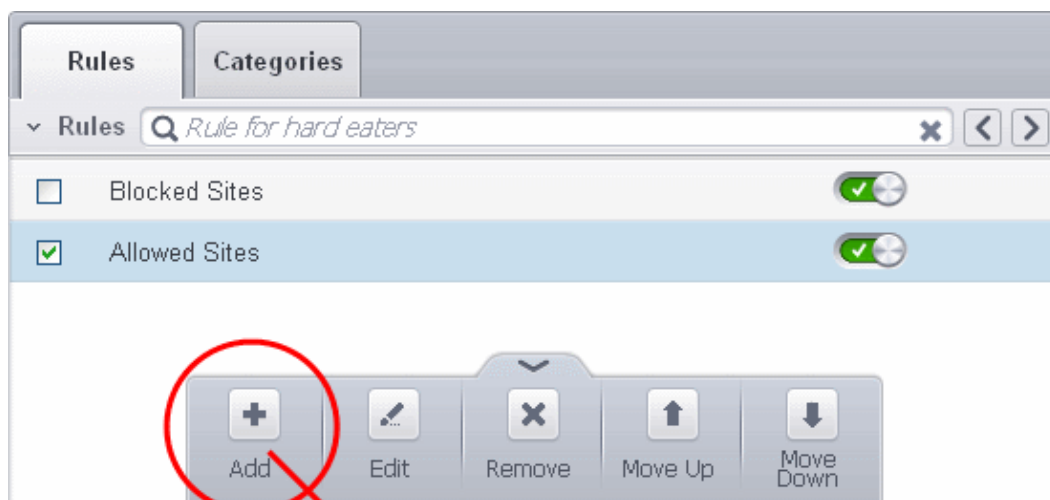 Rules Categories
Rules Rule for hard eaters
Blocked Sites
Allowed Sites
Add Edit Remove Move Up Move Down